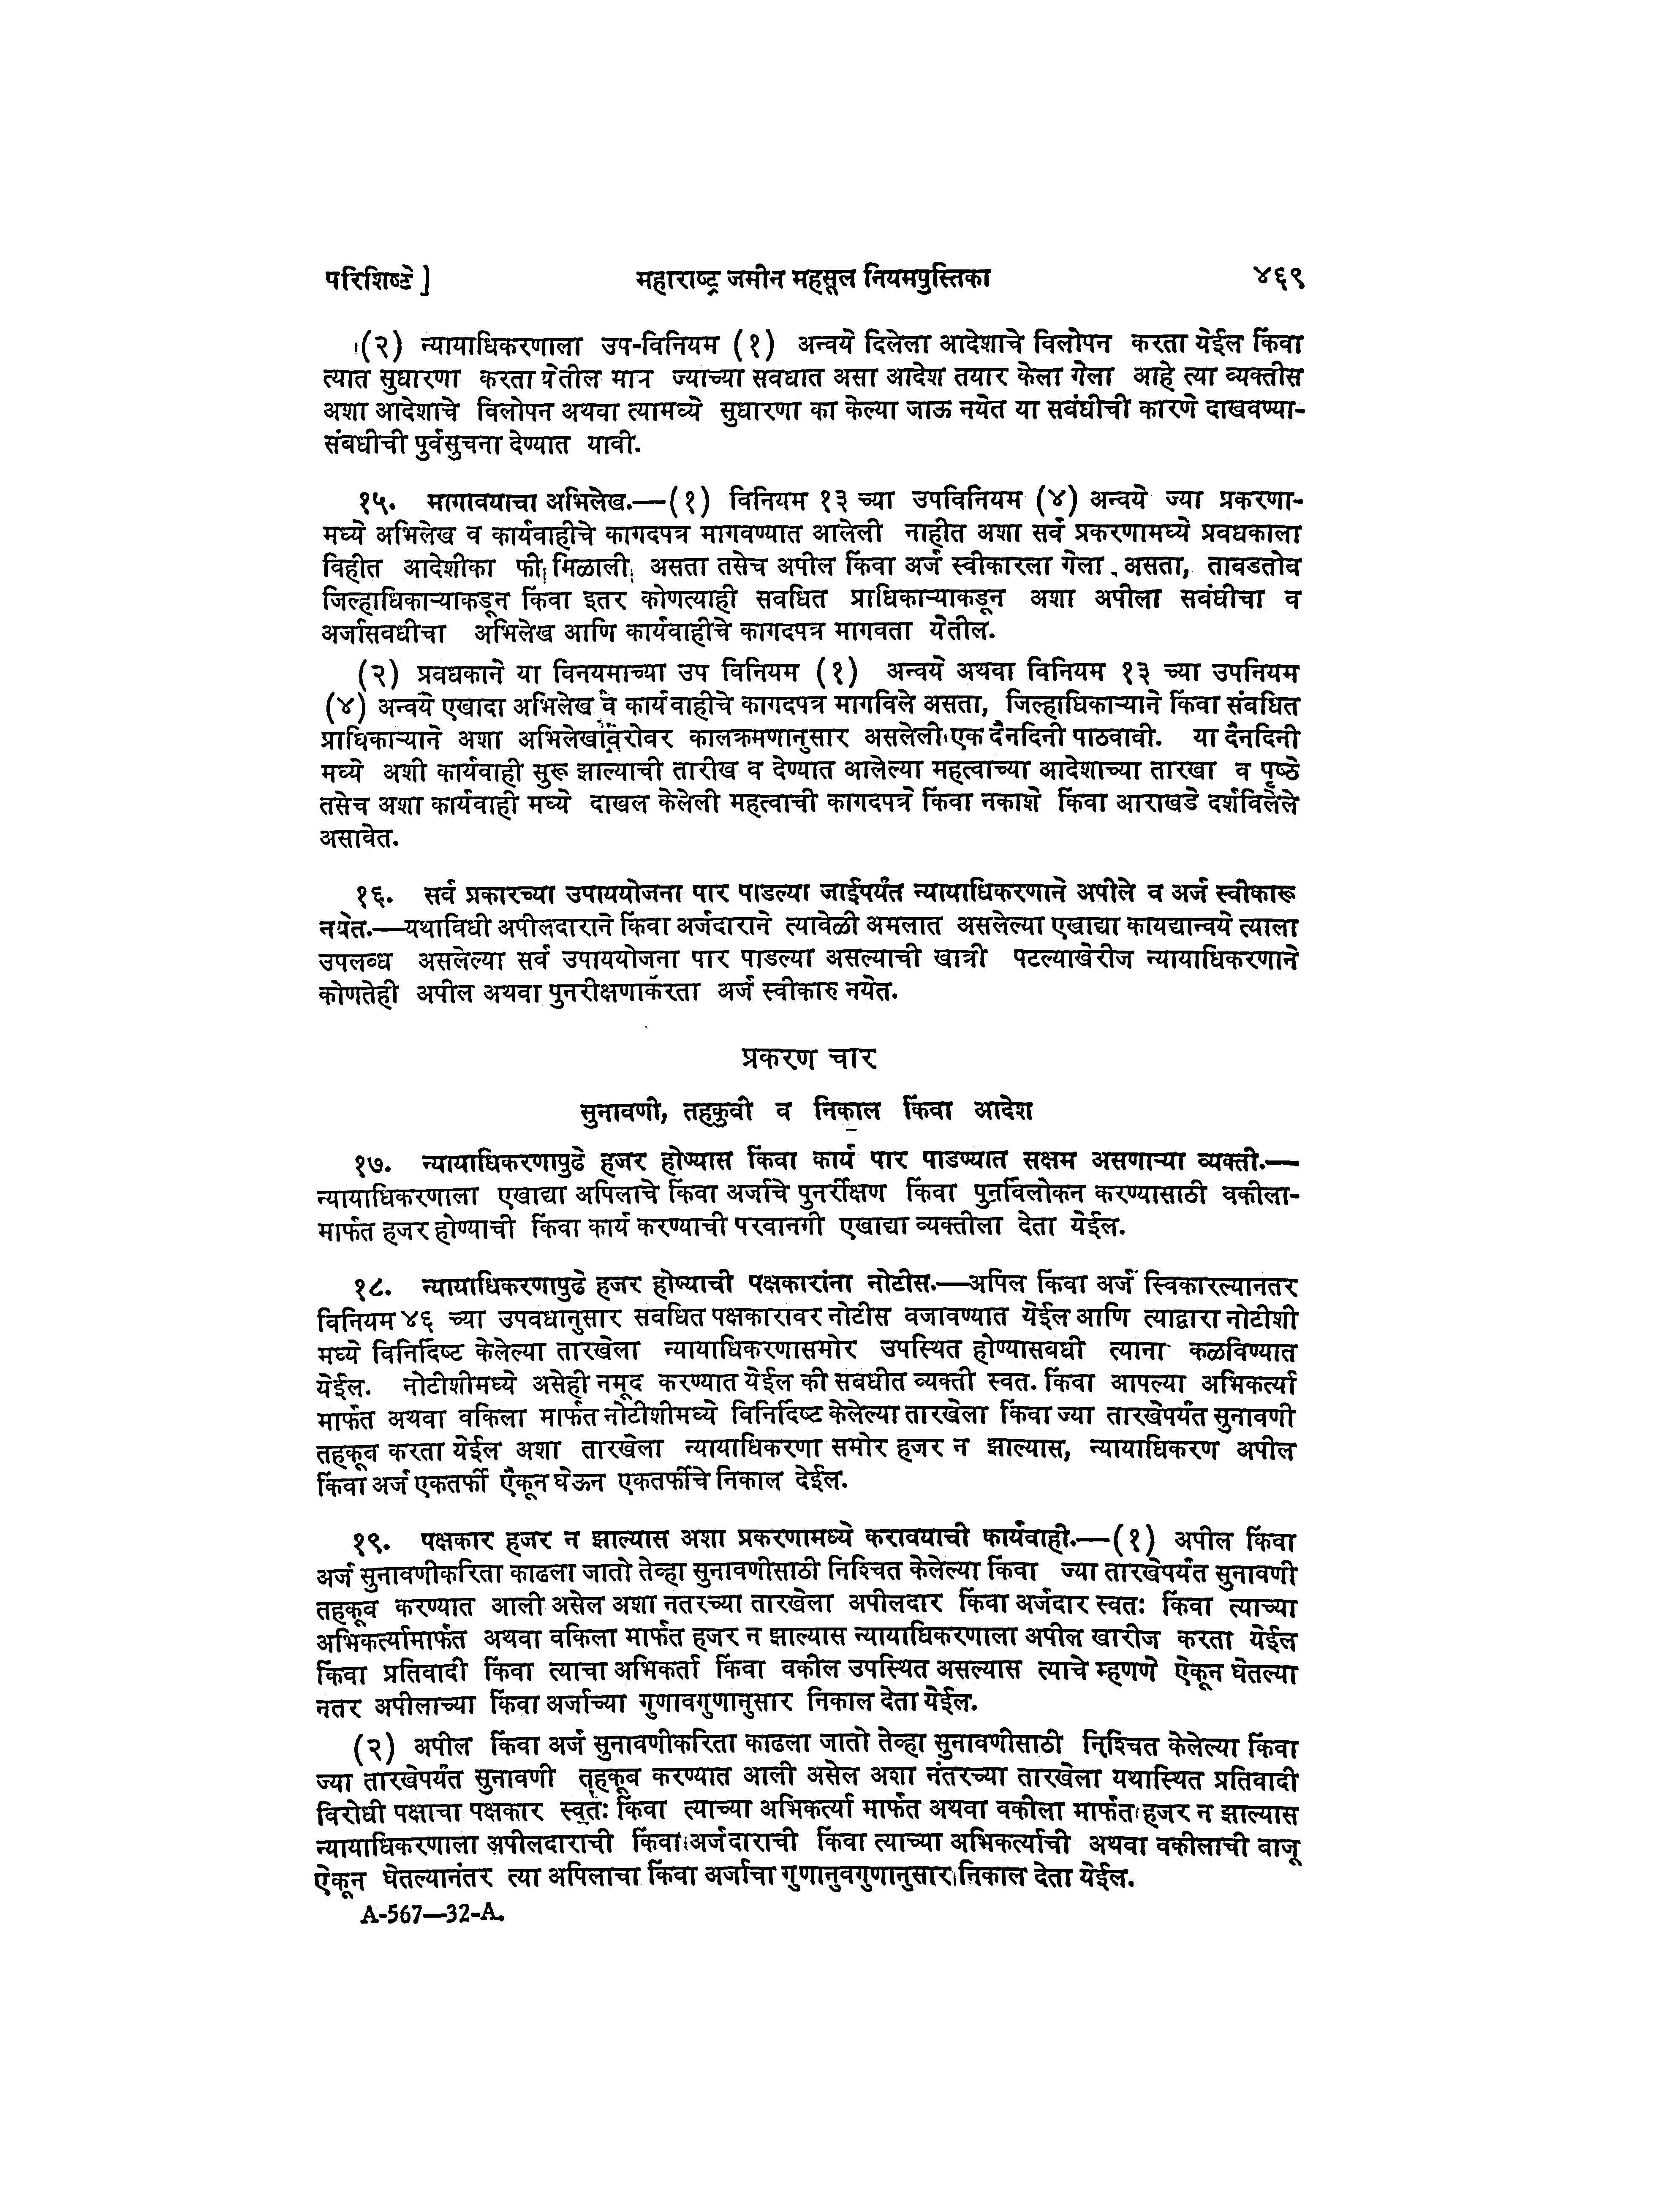 परिशिष्टे ]
महाराष्ट्र जमीन महसूल नियमपुस्तिका
४६९
(२) न्यायाधिकरणाला उप-विनियम (१) अन्वये दिलेला आदेशाचे विलोपन करता येईल किंवा
त्यात सुधारणा करता येतील मात्र ज्याच्या सवधात असा आदेश तयार केला गेला आहे त्या व्यक्तीस
अशा आदेशाचे विलोपन अथवा त्यामध्ये सुधारणा का केल्या जाऊ नयेत या सवंधीची कारणे दाखवण्या-
संबधीची पुर्वसुचना देण्यात यावी.
१५. मागावयाचा अभिलेख.—(१) विनियम १३ च्या उपविनियम (४) अन्वये ज्या प्रकरणा-
मध्ये अभिलेख व कार्यवाहीचे कागदपत्र मागवण्यात आलेली नाहीत अशा सर्व प्रकरणामध्ये प्रवधकाला
विहीत आदेशीका फी मिळाली असता तसेच अपील किंवा अर्ज स्वीकारला गेला असता, तावडतोव
जिल्हाधिकाऱ्याकडून किंवा इतर कोणत्याही सवधित प्राधिकाऱ्याकडून अशा अपीला सवंधीचा व
अर्जासवधीचा अभिलेख आणि कार्यवाहीचे कागदपत्र मागवता येतील.
(२) प्रवधकाने या विनयमाच्या उप विनियम (१) अन्वये अथवा विनियम १३ च्या उपनियम
(४) अन्वये एखादा अभिलेख व कार्यवाहीचे कागदपत्र मागविले असता, जिल्हाधिकाऱ्याने किंवा संवधित
प्राधिकाऱ्याने अशा अभिलेखांवरोवर कालक्रमणानुसार असलेली एक दैनदिनी पाठवावी. या दैनदिनी
मध्ये अशी कार्यवाही सुरू झाल्याची तारीख व देण्यात आलेल्या महत्वाच्या आदेशाच्या तारखा व पृष्ठे
तसेच अशा कार्यवाही मध्ये दाखल केलेली महत्वाची कागदपत्रे किंवा नकाशे किंवा आराखडे दर्शविलेले
असावेत.
१६. सर्व प्रकारच्या उपाययोजना पार पाडल्या जाईपर्यंत न्यायाधिकरणाने अपीले व अर्ज स्वीकारू
नयेत.—यथाविधी अपीलदाराने किंवा अर्जदाराने त्यावेळी अमलात असलेल्या एखाद्या कायद्यान्वये त्याला
उपलव्ध असलेल्या सर्व उपाययोजना पार पाडल्या असल्याची खात्री पटल्याखेरीज न्यायाधिकरणाने
कोणतेही अपील अथवा पुनरीक्षणाकॅरता अर्ज स्वीकारु नयेत.
प्रकरण चार
सुनावणी, तहकुवी व निकाल किंवा आदेश
१७. न्यायाधिकरणापुढे हजर होण्यास किंवा कार्य पार पाडण्यात सक्षम असणाऱ्या व्यक्ती.—
न्यायाधिकरणाला एखाद्या अपिलाचे किंवा अर्जाचे पुनर्रीक्षण किंवा पुनर्विलोकन करण्यासाठी वकीला-
मार्फत हजर होण्याची किंवा कार्य करण्याची परवानगी एखाद्या व्यक्तीला देता येईल.
१८. न्यायाधिकरणापुढे हजर होण्याची पक्षकारांना नोटीस.—अपिल किंवा अर्ज स्विकारल्यानतर
विनियम ४६ च्या उपवधानुसार सवधित पक्षकारावर नोटीस वजावण्यात येईल आणि त्याद्वारा नोटीशी
मध्ये विनिर्दिष्ट केलेल्या तारखेला न्यायाधिकरणासमोर उपस्थित होण्यासवधी त्याना कळविण्यात
येईल. नोटीशीमध्ये असेही नमूद करण्यात येईल की सवधीत व्यक्ती स्वत. किंवा आपल्या अभिकर्त्या
मार्फत अथवा वकिला मार्फत नोटीशीमध्ये विनिर्दिष्ट केलेल्या तारखेला किंवा ज्या तारखेपर्यंत सुनावणी
तहकूव करता येईल अशा तारखेला न्यायाधिकरणा समोर हजर न झाल्यास, न्यायाधिकरण अपील
किंवा अर्ज एकतर्फी ऐकून घेऊन एकतर्फीचे निकाल देईल.
१९. पक्षकार हजर न झाल्यास अशा प्रकरणामध्ये करावयाची कार्यवाही.—(१) अपील किंवा
अर्ज सुनावणीकरिता काढला जातो तेव्हा सुनावणीसाठी निश्चित केलेल्या किंवा ज्या तारखेपर्यंत सुनावणी
तहकूव करण्यात आली असेल अशा नतरच्या तारखेला अपीलदार किंवा अर्जदार स्वतः किंवा त्याच्या
अभिकर्त्यामार्फत अथवा वकिला मार्फत हजर न झाल्यास न्यायाधिकरणाला अपील खारीज करता येईल
किंवा प्रतिवादी किंवा त्याचा अभिकर्ता किंवा वकील उपस्थित असल्यास त्याचे म्हणणे ऐकून घेतल्या
नतर अपीलाच्या किंवा अर्जाच्या गुणावगुणानुसार निकाल देता येईल.
(२) अपील किंवा अर्ज सुनावणीकरिता काढला जातो तेव्हा सुनावणीसाठी निश्चित केलेल्या किंवा
ज्या तारखेपर्यंत सुनावणी तहकूब करण्यात आली असेल अशा नंतरच्या तारखेला यथास्थित प्रतिवादी
विरोधी पक्षाचा पक्षकार स्वतः किंवा त्याच्या अभिकर्त्या मार्फत अथवा वकीला मार्फत हजर न झाल्यास
न्यायाधिकरणाला अपीलदाराची किंवा अर्जदाराची किंवा त्याच्या अभिकर्त्याची अथवा वकीलाची वाजू
ऐकून घेतल्यानंतर त्या अपिलाचा किंवा अर्जाचा गुणानुवगुणानुसार निकाल देता येईल.
A-567—32-A.